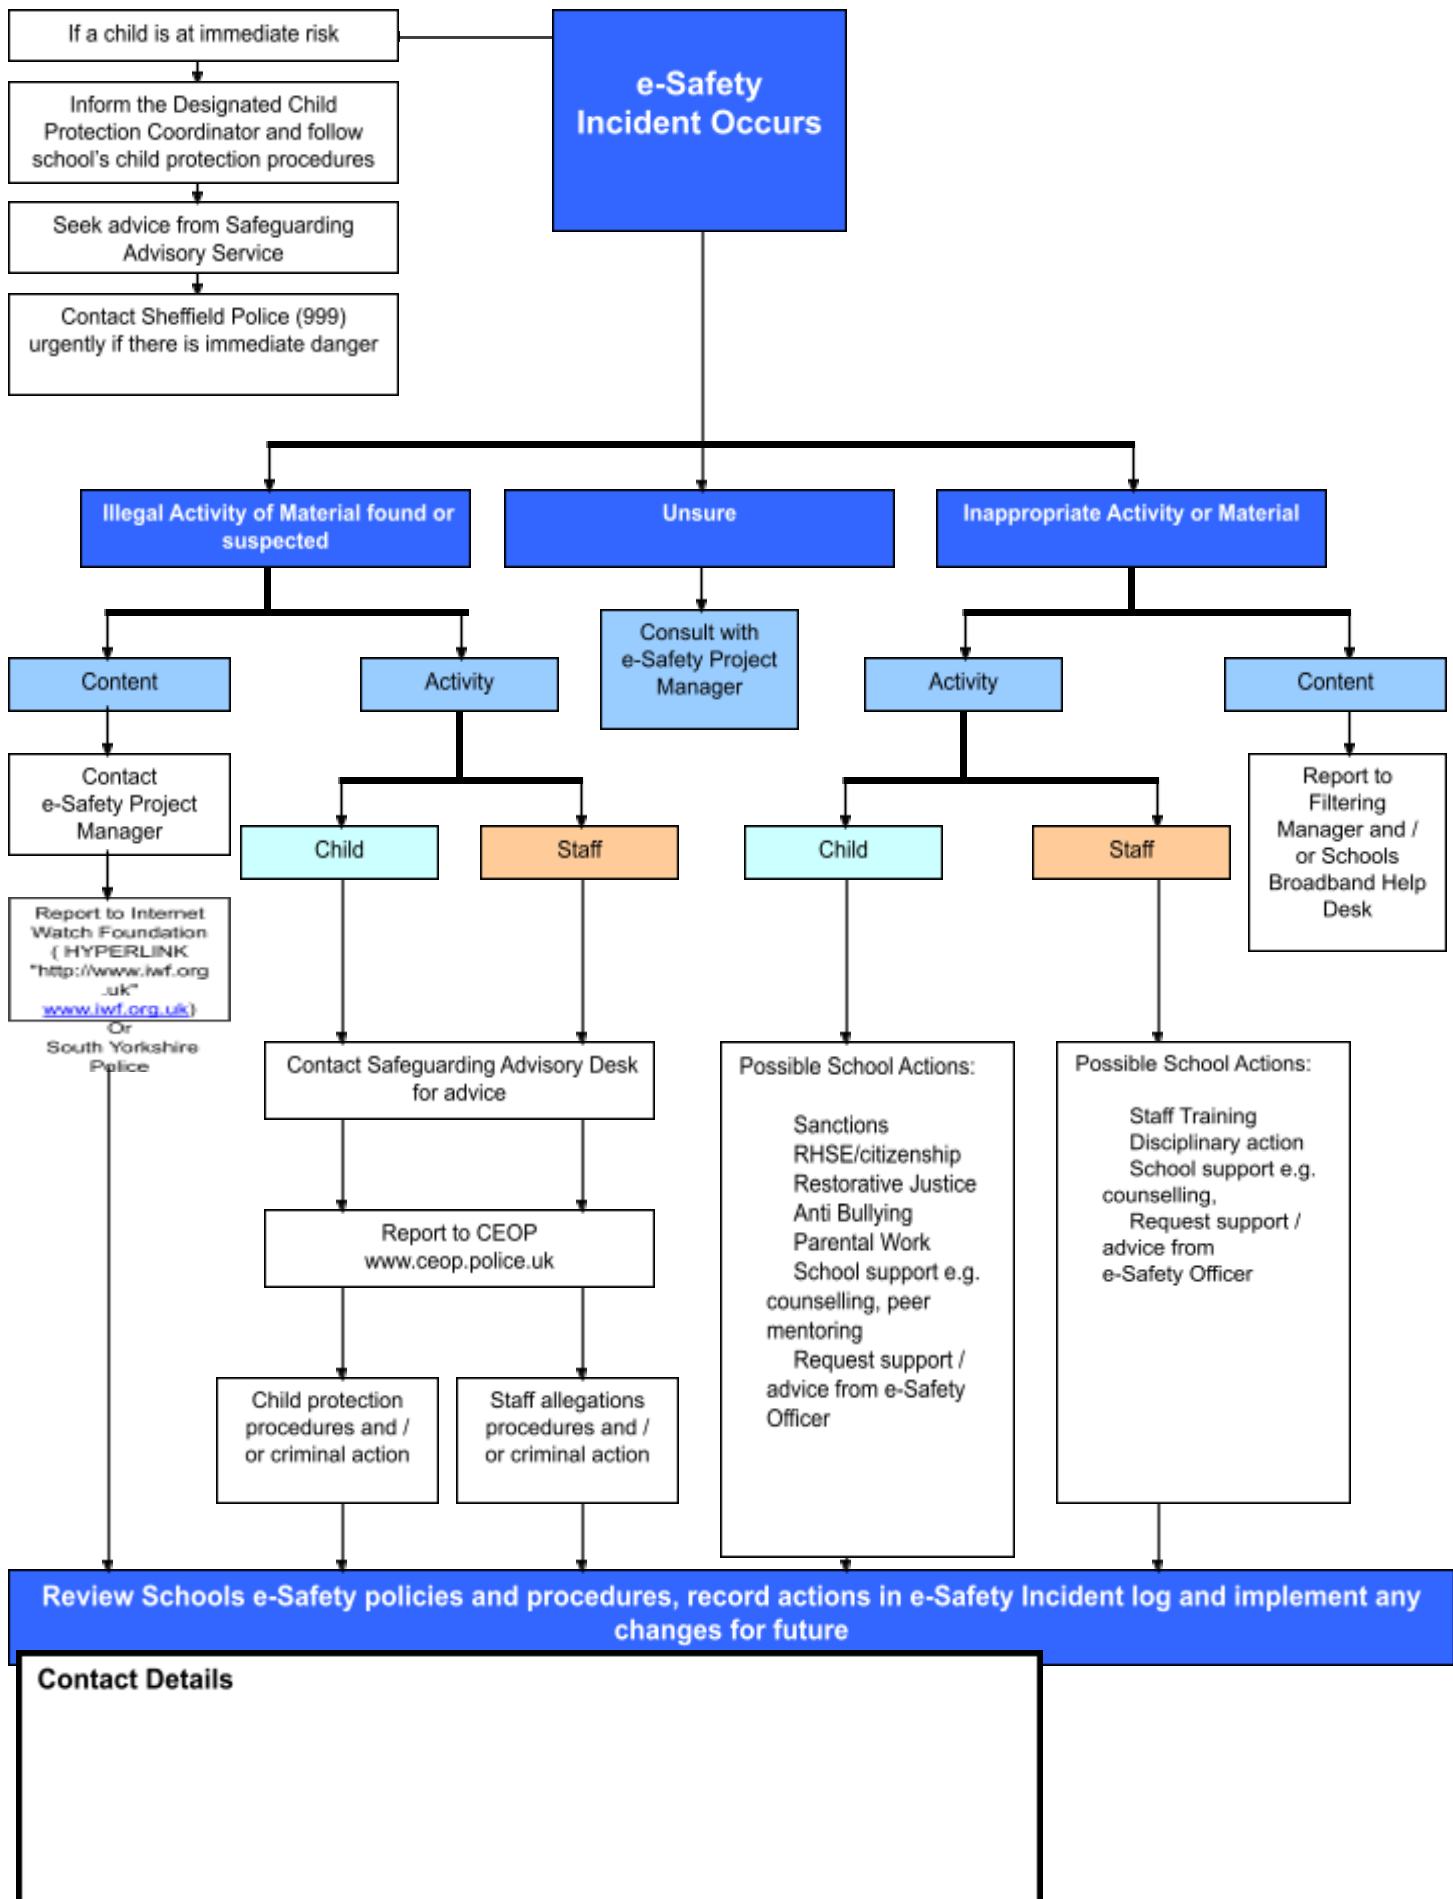 If a child is at immediate risk
e-Safety
Incident Occurs
Inform the Designated Child
Protection Coordinator and follow
school's child protection procedures
Seek advice from Safeguarding
Advisory Service
Contact Sheffield Police (999)
urgently if there is immediate danger
Illegal Activity of Material found or
suspected
Unsure
Inappropriate Activity or Material
Consult with
e-Safety Project
Manager
Content
Activity
Activity
Content
Contact
e-Safety Project
Manager
Report to
Filtering
Manager and /
or Schools
Broadband Help
Desk
Child
Staff
Child
Staff
Report to Internet
Watch Foundation
( HYPERLINK
"http://www.iwf.org
.uk"
www.iwf.org.uk)
Or
South Yorkshire
Police
Contact Safeguarding Advisory Desk
for advice
Report to CEOP
www.ceop.police.uk
Child protection
procedures and /
or criminal action
Staff allegations
procedures and /
or criminal action
Possible School Actions:
Sanctions
RHSE/citizenship
Restorative Justice
Anti Bullying
Parental Work
School support e.g.
counselling, peer
mentoring
Request support /
advice from e-Safety
Officer
Possible School Actions:
Staff Training
Disciplinary action
School support e.g.
counselling,
Request support /
advice from
e-Safety Officer
Review Schools e-Safety policies and procedures, record actions in e-Safety Incident log and implement any
changes for future
Contact Details